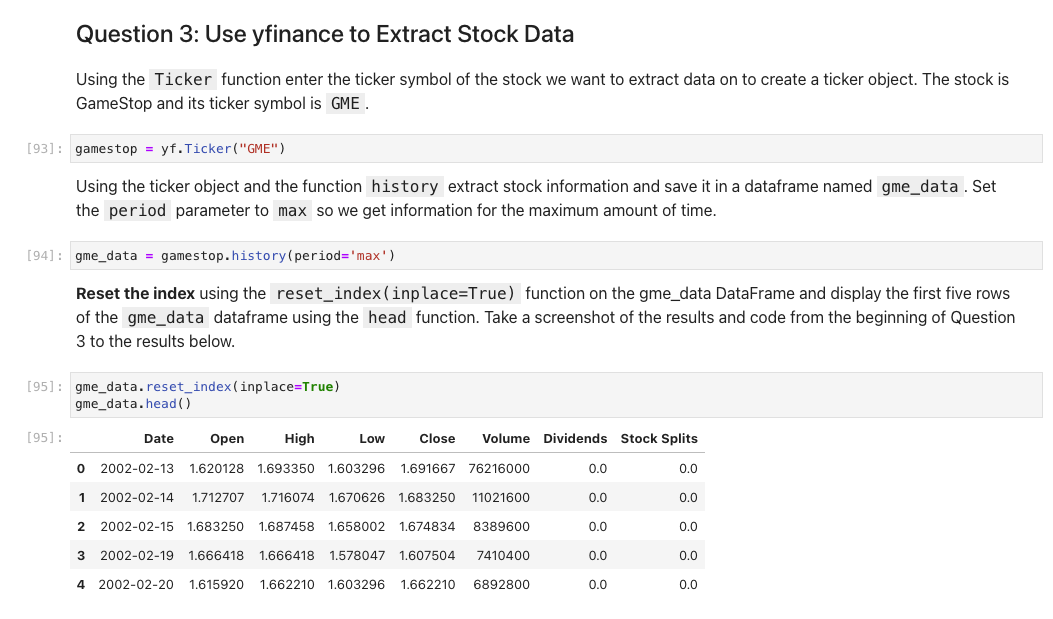 Question 3: Use yfinance to Extract Stock Data
Using the Ticker function enter the ticker symbol of the stock we want to extract data on to create a ticker object. The stock is
GameStop and its ticker symbol is GME .
[93]: gamestop = yf.Ticker("GME")
Using the ticker object and the function history extract stock information and save it in a dataframe named gme_data . Set
the period parameter to max so we get information for the maximum amount of time.
[94]: gme_data = gamestop.history(period='max')
Reset the index using the reset_index(inplace=True) function on the gme_data DataFrame and display the first five rows
of the gme_data dataframe using the head function. Take a screenshot of the results and code from the beginning of Question
3 to the results below.
[95]: gme_data.reset_index(inplace=True)
gme_data.head()
[95]: Date Open High Low Close Volume Dividends Stock Splits
0 2002-02-13 1.620128 1.693350 1.603296 1.691667 76216000 0.0 0.0
1 2002-02-14 1.712707 1.716074 1.670626 1.683250 11021600 0.0 0.0
2 2002-02-15 1.683250 1.687458 1.658002 1.674834 8389600 0.0 0.0
3 2002-02-19 1.666418 1.666418 1.578047 1.607504 7410400 0.0 0.0
4 2002-02-20 1.615920 1.662210 1.603296 1.662210 6892800 0.0 0.0